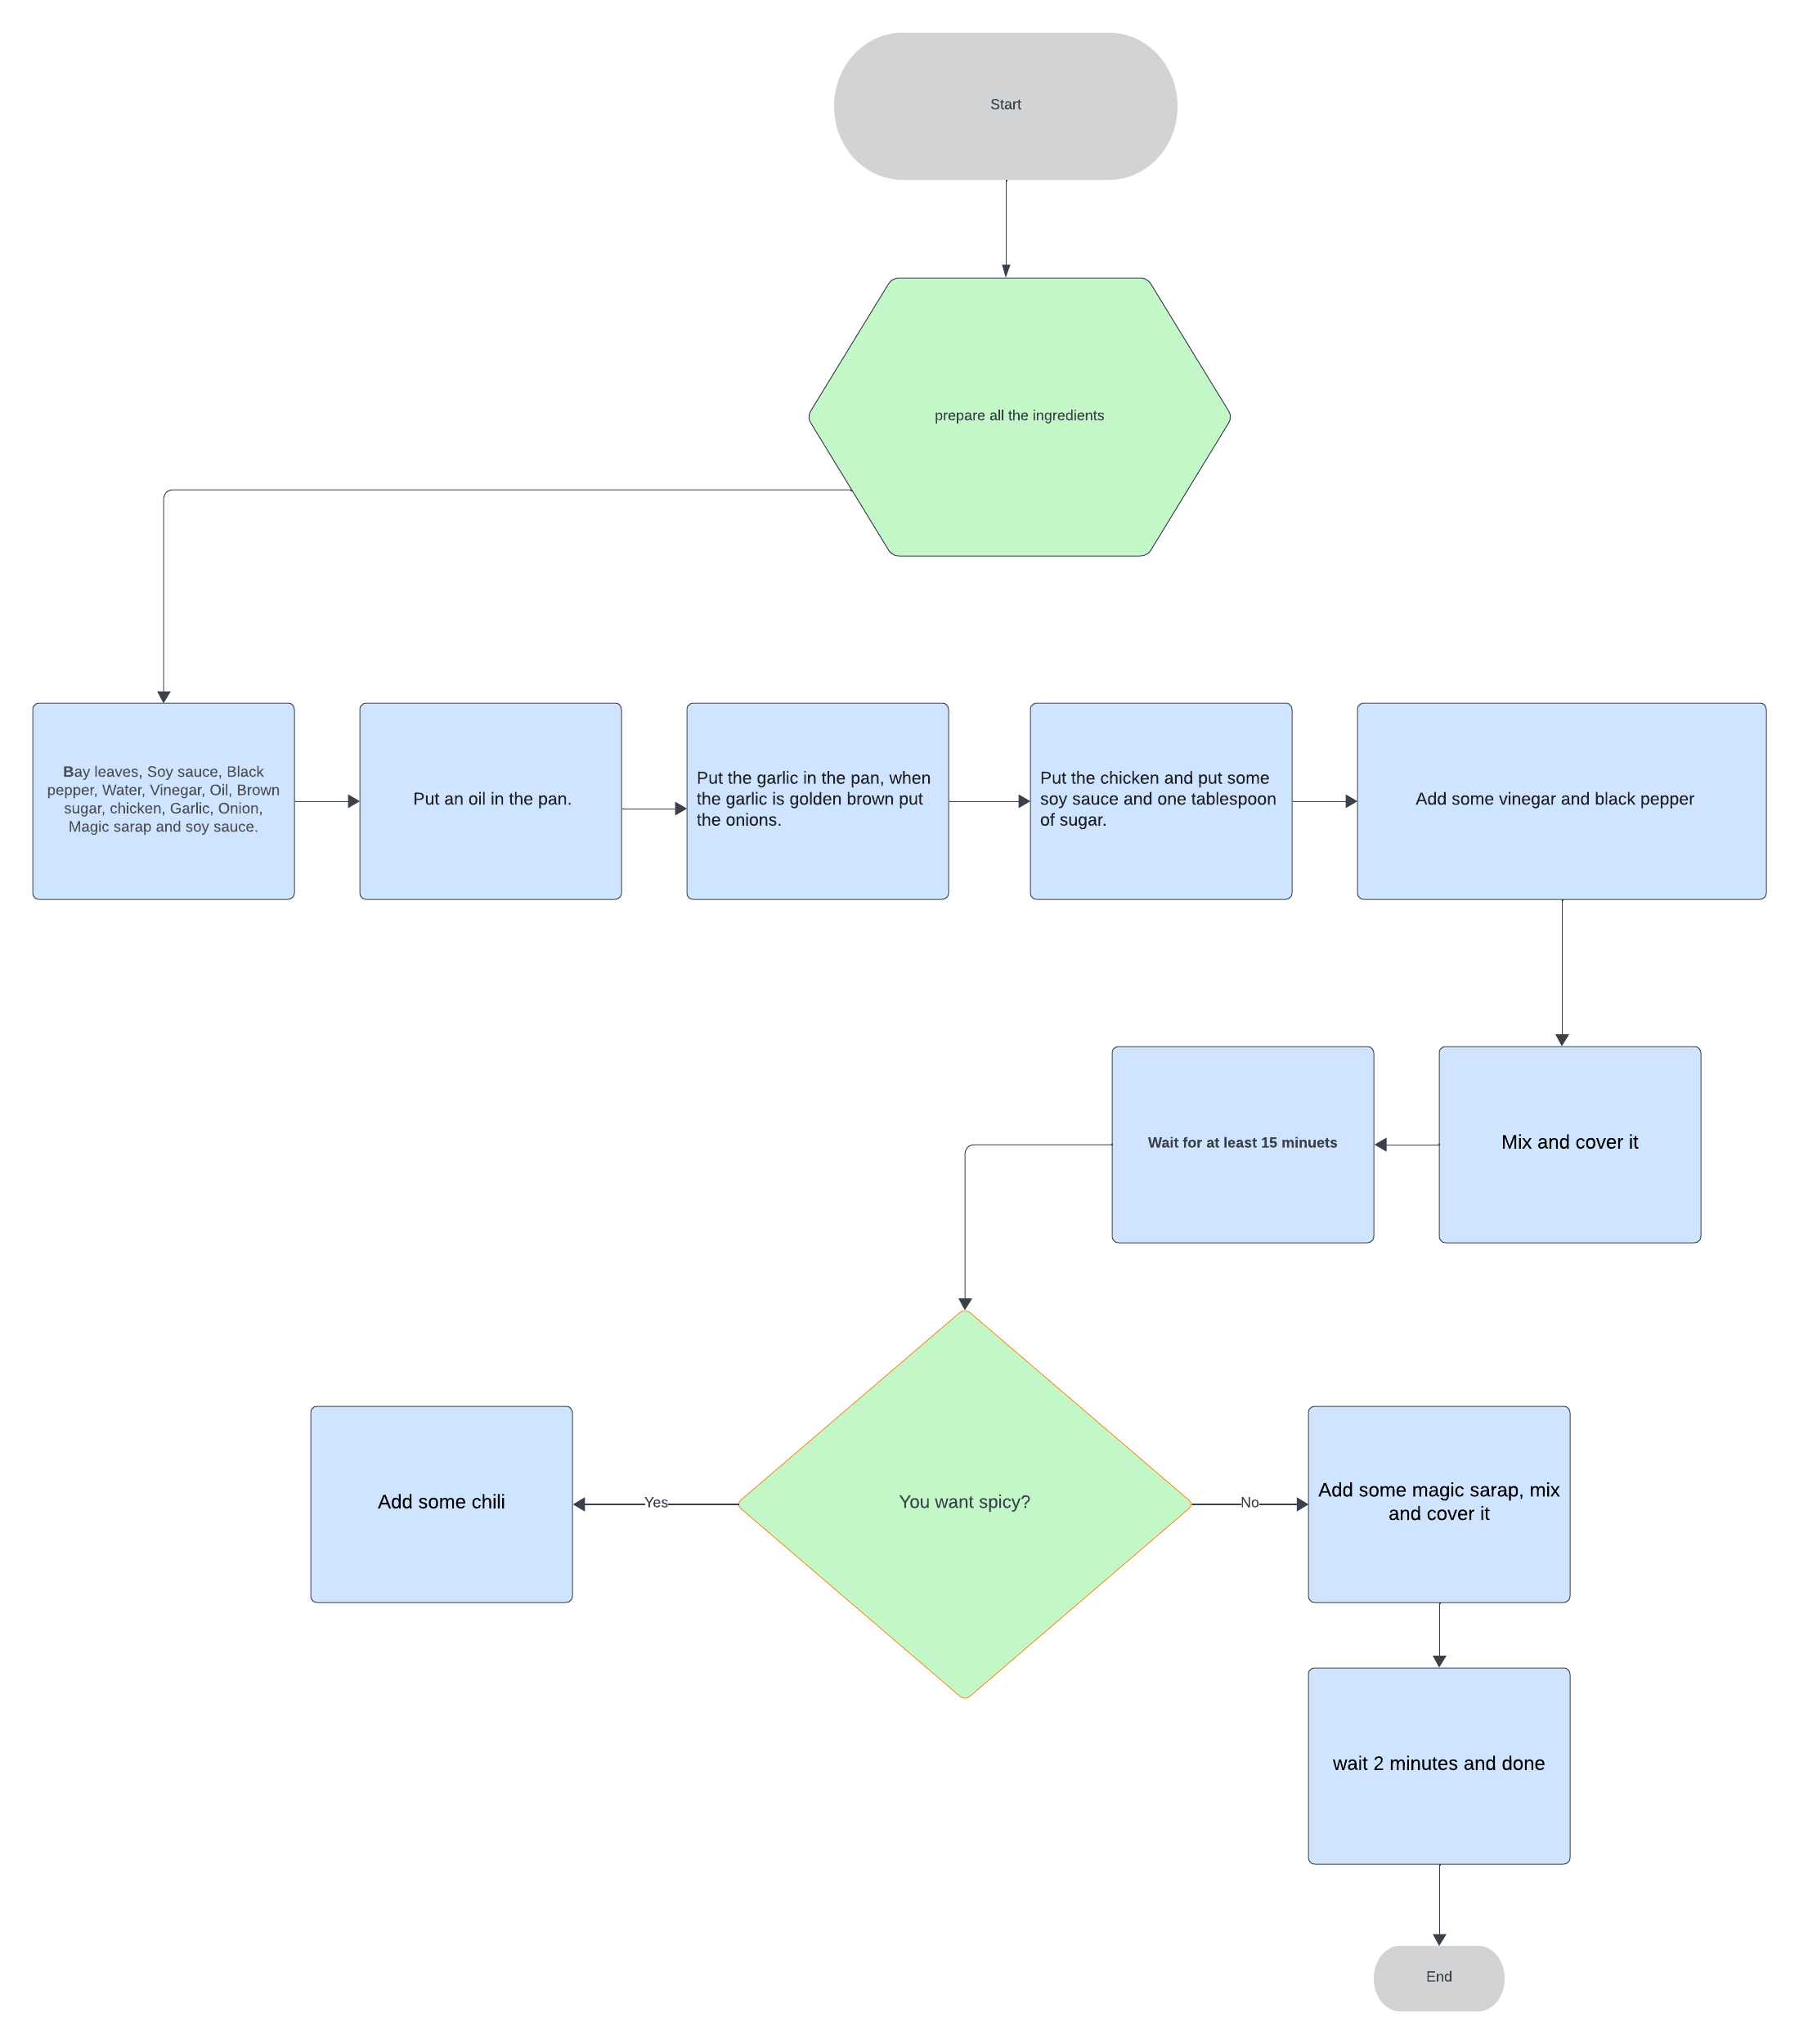 Start
prepare all the ingredients
Bay leaves, Soy sauce, Black
pepper, Water, Vinegar, Oil, Brown
sugar, chicken, Garlic, Onion,
Magic sarap and soy sauce.
Put an oil in the pan.
Put the garlic in the pan, when
the garlic is golden brown put
the onions.
Put the chicken and put some
soy sauce and one tablespoon
of sugar.
Add some vinegar and black pepper
Mix and cover it
Wait for at least 15 minuets
You want spicy?
Yes
Add some chili
No
Add some magic sarap, mix
and cover it
wait 2 minutes and done
End